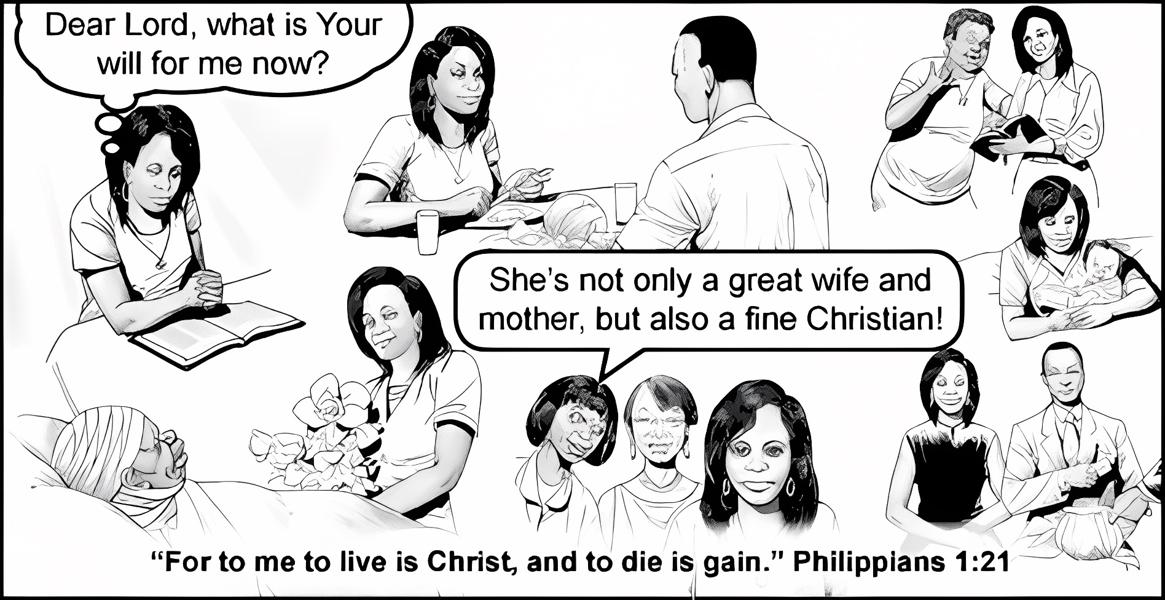 Dear Lord, what is Your
will for me now?
She's not only a great wife and
mother, but also a fine Christian!
“For to me to live is Christ, and to die is gain.” Philippians 1:21